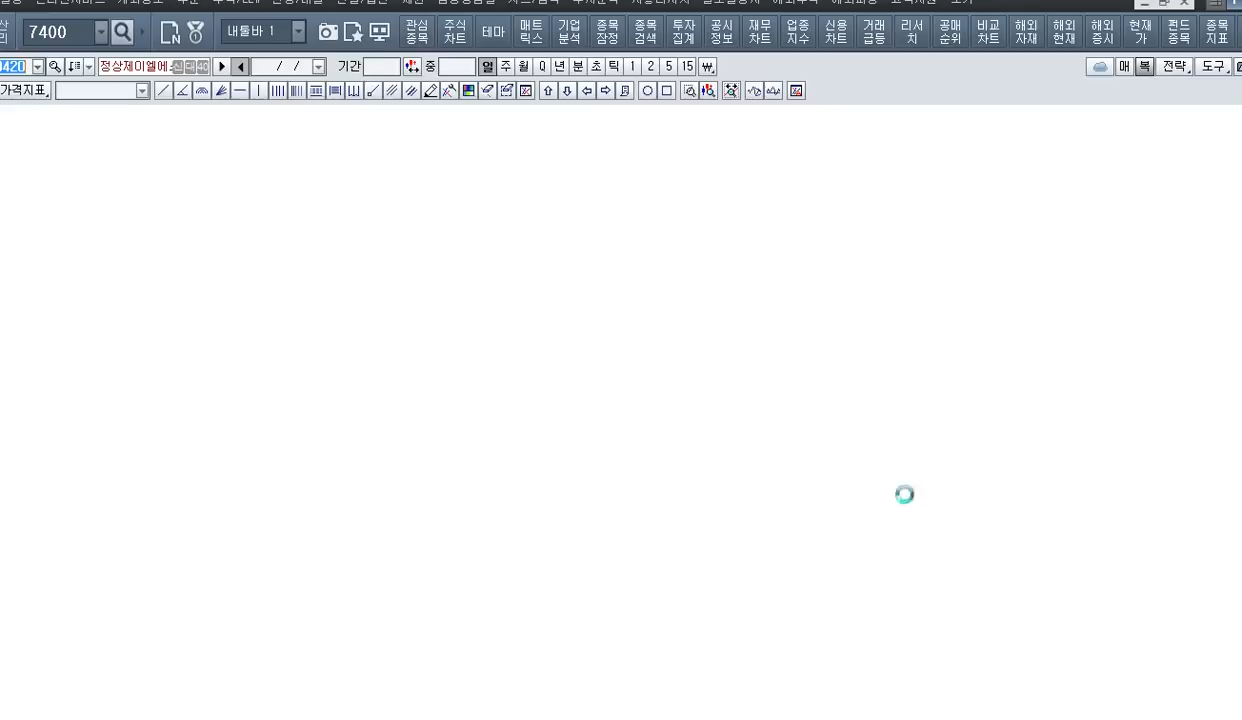 7400 내툴바 1 관심종목 주식차트 테마 매트릭스 기업분석 종목잠정 종목검색 투자집계 공시정보 재무차트 업종지수 신용차트 거래급등 리서치 공매순위 비교차트 해외자재 해외현재 해외증시 현재가 펀드종목 종목지표
420 정상제이엘에 신 대 40 / / 기간 중 일 주 월 Q 년 분 초 틱 1 2 5 15 ₩ 매 복 전략 도구
가격지표